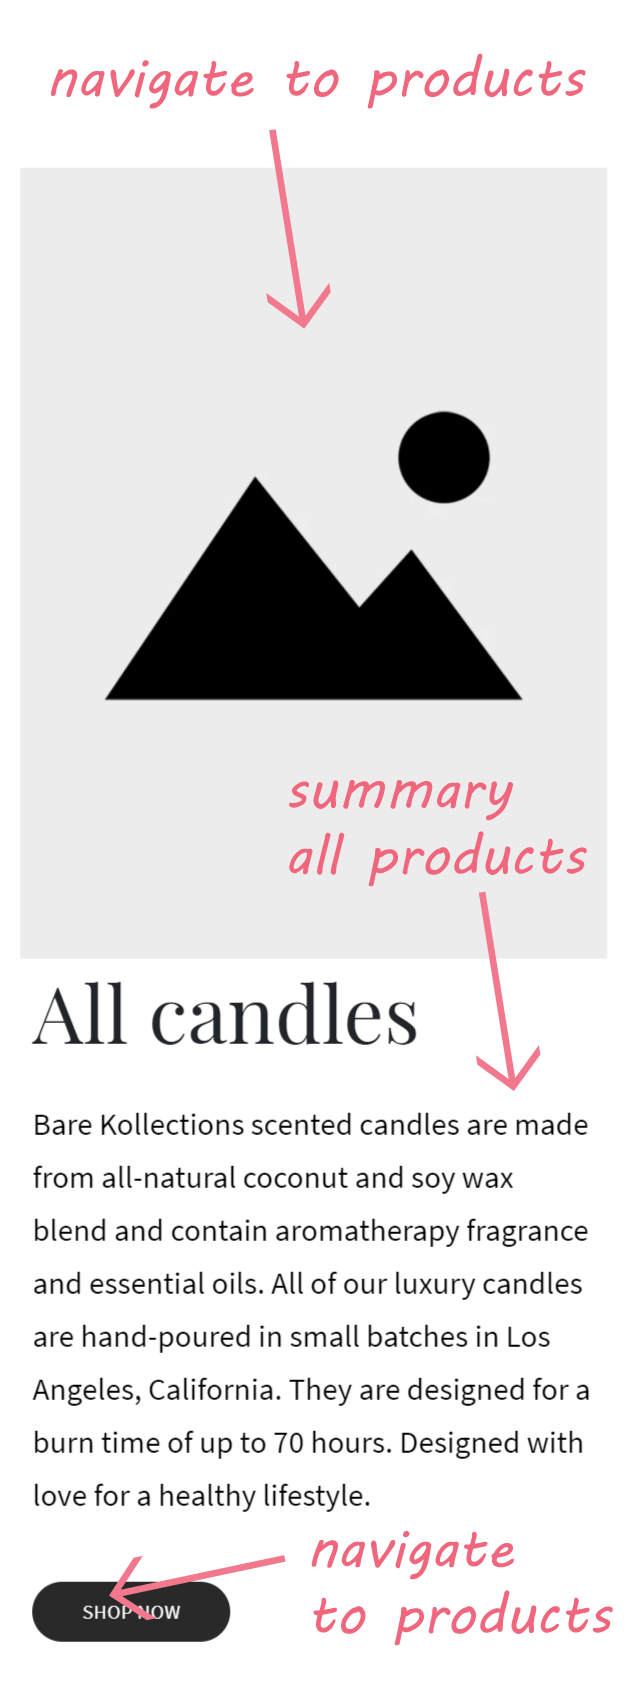 navigate to products
summary
all products
All candles
Bare Kollections scented candles are made
from all-natural coconut and soy wax
blend and contain aromatherapy fragrance
and essential oils. All of our luxury candles
are hand-poured in small batches in Los
Angeles, California. They are designed for a
burn time of up to 70 hours. Designed with
love for a healthy lifestyle.
navigate
to products
SHOP NOW